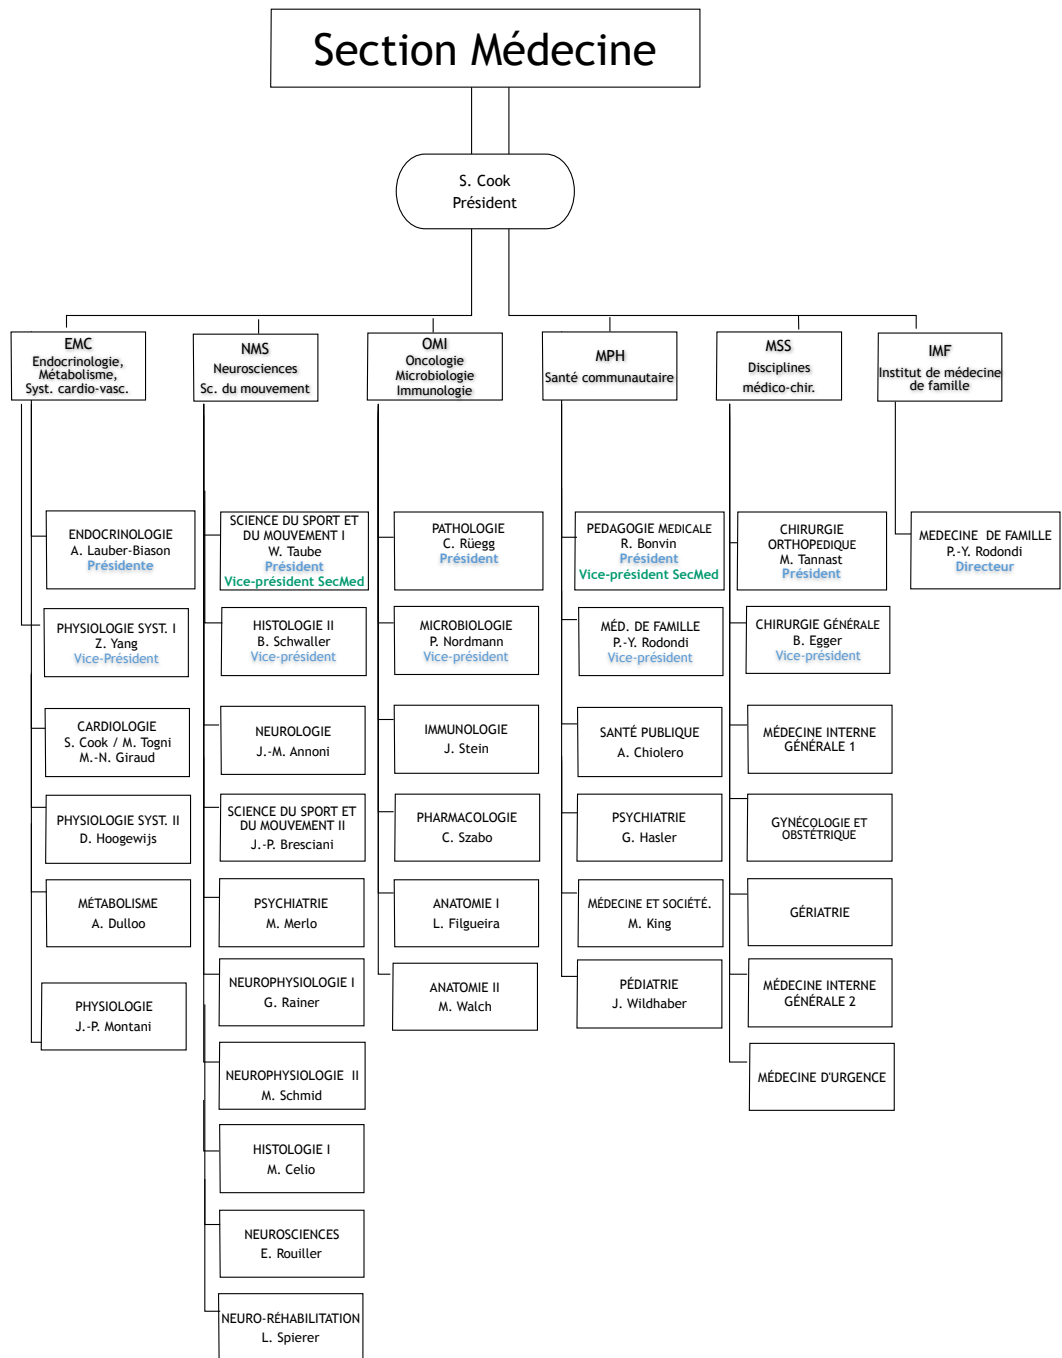 Section Médecine
S. Cook
Président
EMC
Endocrinologie,
Métabolisme,
Syst. cardio-vasc.
NMS
Neurosciences
Sc. du mouvement
OMI
Oncologie
Microbiologie
Immunologie
MPH
Santé communautaire
MSS
Disciplines
médico-chir.
IMF
Institut de médecine
de famille
ENDOCRINOLOGIE
A. Lauber-Biason
Présidente
PHYSIOLOGIE SYST. I
Z. Yang
Vice-Président
CARDIOLOGIE
S. Cook / M. Togni
M.-N. Giraud
PHYSIOLOGIE SYST. II
D. Hoogewijs
MÉTABOLISME
A. Dulloo
PHYSIOLOGIE
J.-P. Montani
SCIENCE DU SPORT ET
DU MOUVEMENT I
W. Taube
Président
Vice-président SecMed
HISTOLOGIE II
B. Schwaller
Vice-président
NEUROLOGIE
J.-M. Annoni
SCIENCE DU SPORT ET
DU MOUVEMENT II
J.-P. Bresciani
PSYCHIATRIE
M. Merlo
NEUROPHYSIOLOGIE I
G. Rainer
NEUROPHYSIOLOGIE II
M. Schmid
HISTOLOGIE I
M. Celio
NEUROSCIENCES
E. Rouiller
NEURO-RÉHABILITATION
L. Spierer
PATHOLOGIE
C. Rüegg
Président
MICROBIOLOGIE
P. Nordmann
Vice-président
IMMUNOLOGIE
J. Stein
PHARMACOLOGIE
C. Szabo
ANATOMIE I
L. Filgueira
ANATOMIE II
M. Walch
PEDAGOGIE MEDICALE
R. Bonvin
Président
Vice-président SecMed
MÉD. DE FAMILLE
P.-Y. Rodondi
Vice-président
SANTÉ PUBLIQUE
A. Chiolero
PSYCHIATRIE
G. Hasler
MÉDECINE ET SOCIÉTÉ.
M. King
PÉDIATRIE
J. Wildhaber
CHIRURGIE
ORTHOPEDIQUE
M. Tannast
Président
CHIRURGIE GÉNÉRALE
B. Egger
Vice-président
MÉDECINE INTERNE
GÉNÉRALE 1
GYNÉCOLOGIE ET
OBSTÉTRIQUE
GÉRIATRIE
MÉDECINE INTERNE
GÉNÉRALE 2
MÉDECINE D'URGENCE
MEDECINE DE FAMILLE
P.-Y. Rodondi
Directeur